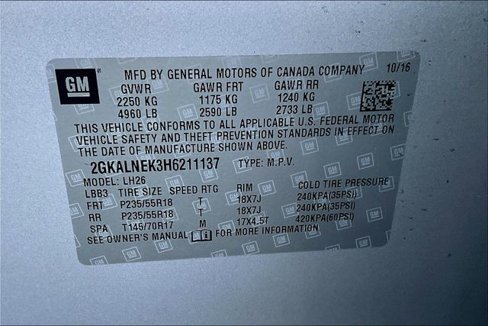 GM
MFD BY GENERAL MOTORS OF CANADA COMPANY 10/16
GVWR GAWR FRT GAWR RR
2250 KG 1175 KG 1240 KG
4960 LB 2590 LB 2733 LB
THIS VEHICLE CONFORMS TO ALL APPLICABLE U.S. FEDERAL MOTOR
VEHICLE SAFETY AND THEFT PREVENTION STANDARDS IN EFFECT ON
THE DATE OF MANUFACTURE SHOWN ABOVE.
2GKALNEK3H6211137 TYPE: M.P.V.
MODEL: LH26
LBB3 TIRE SIZE SPEED RTG RIM COLD TIRE PRESSURE
FRT P235/55R18 T 18X7J 240KPA(35PSI)
RR P235/55R18 T 18X7J 240KPA(35PSI)
SPA T145/70R17 M 17X4.5T 420KPA(60PSI)
SEE OWNER'S MANUAL FOR MORE INFORMATION.